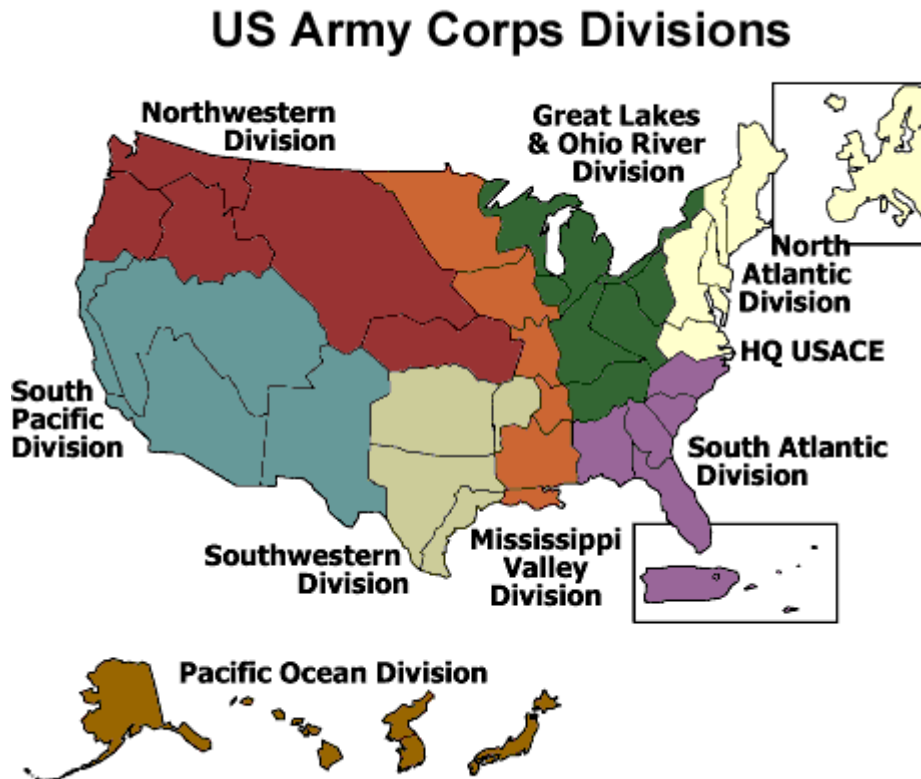 US Army Corps Divisions
Northwestern
Division
Great Lakes
& Ohio River
Division
North
Atlantic
Division
HQ USACE
South
Pacific
Division
South Atlantic
Division
Southwestern
Division
Mississippi
Valley
Division
Pacific Ocean Division